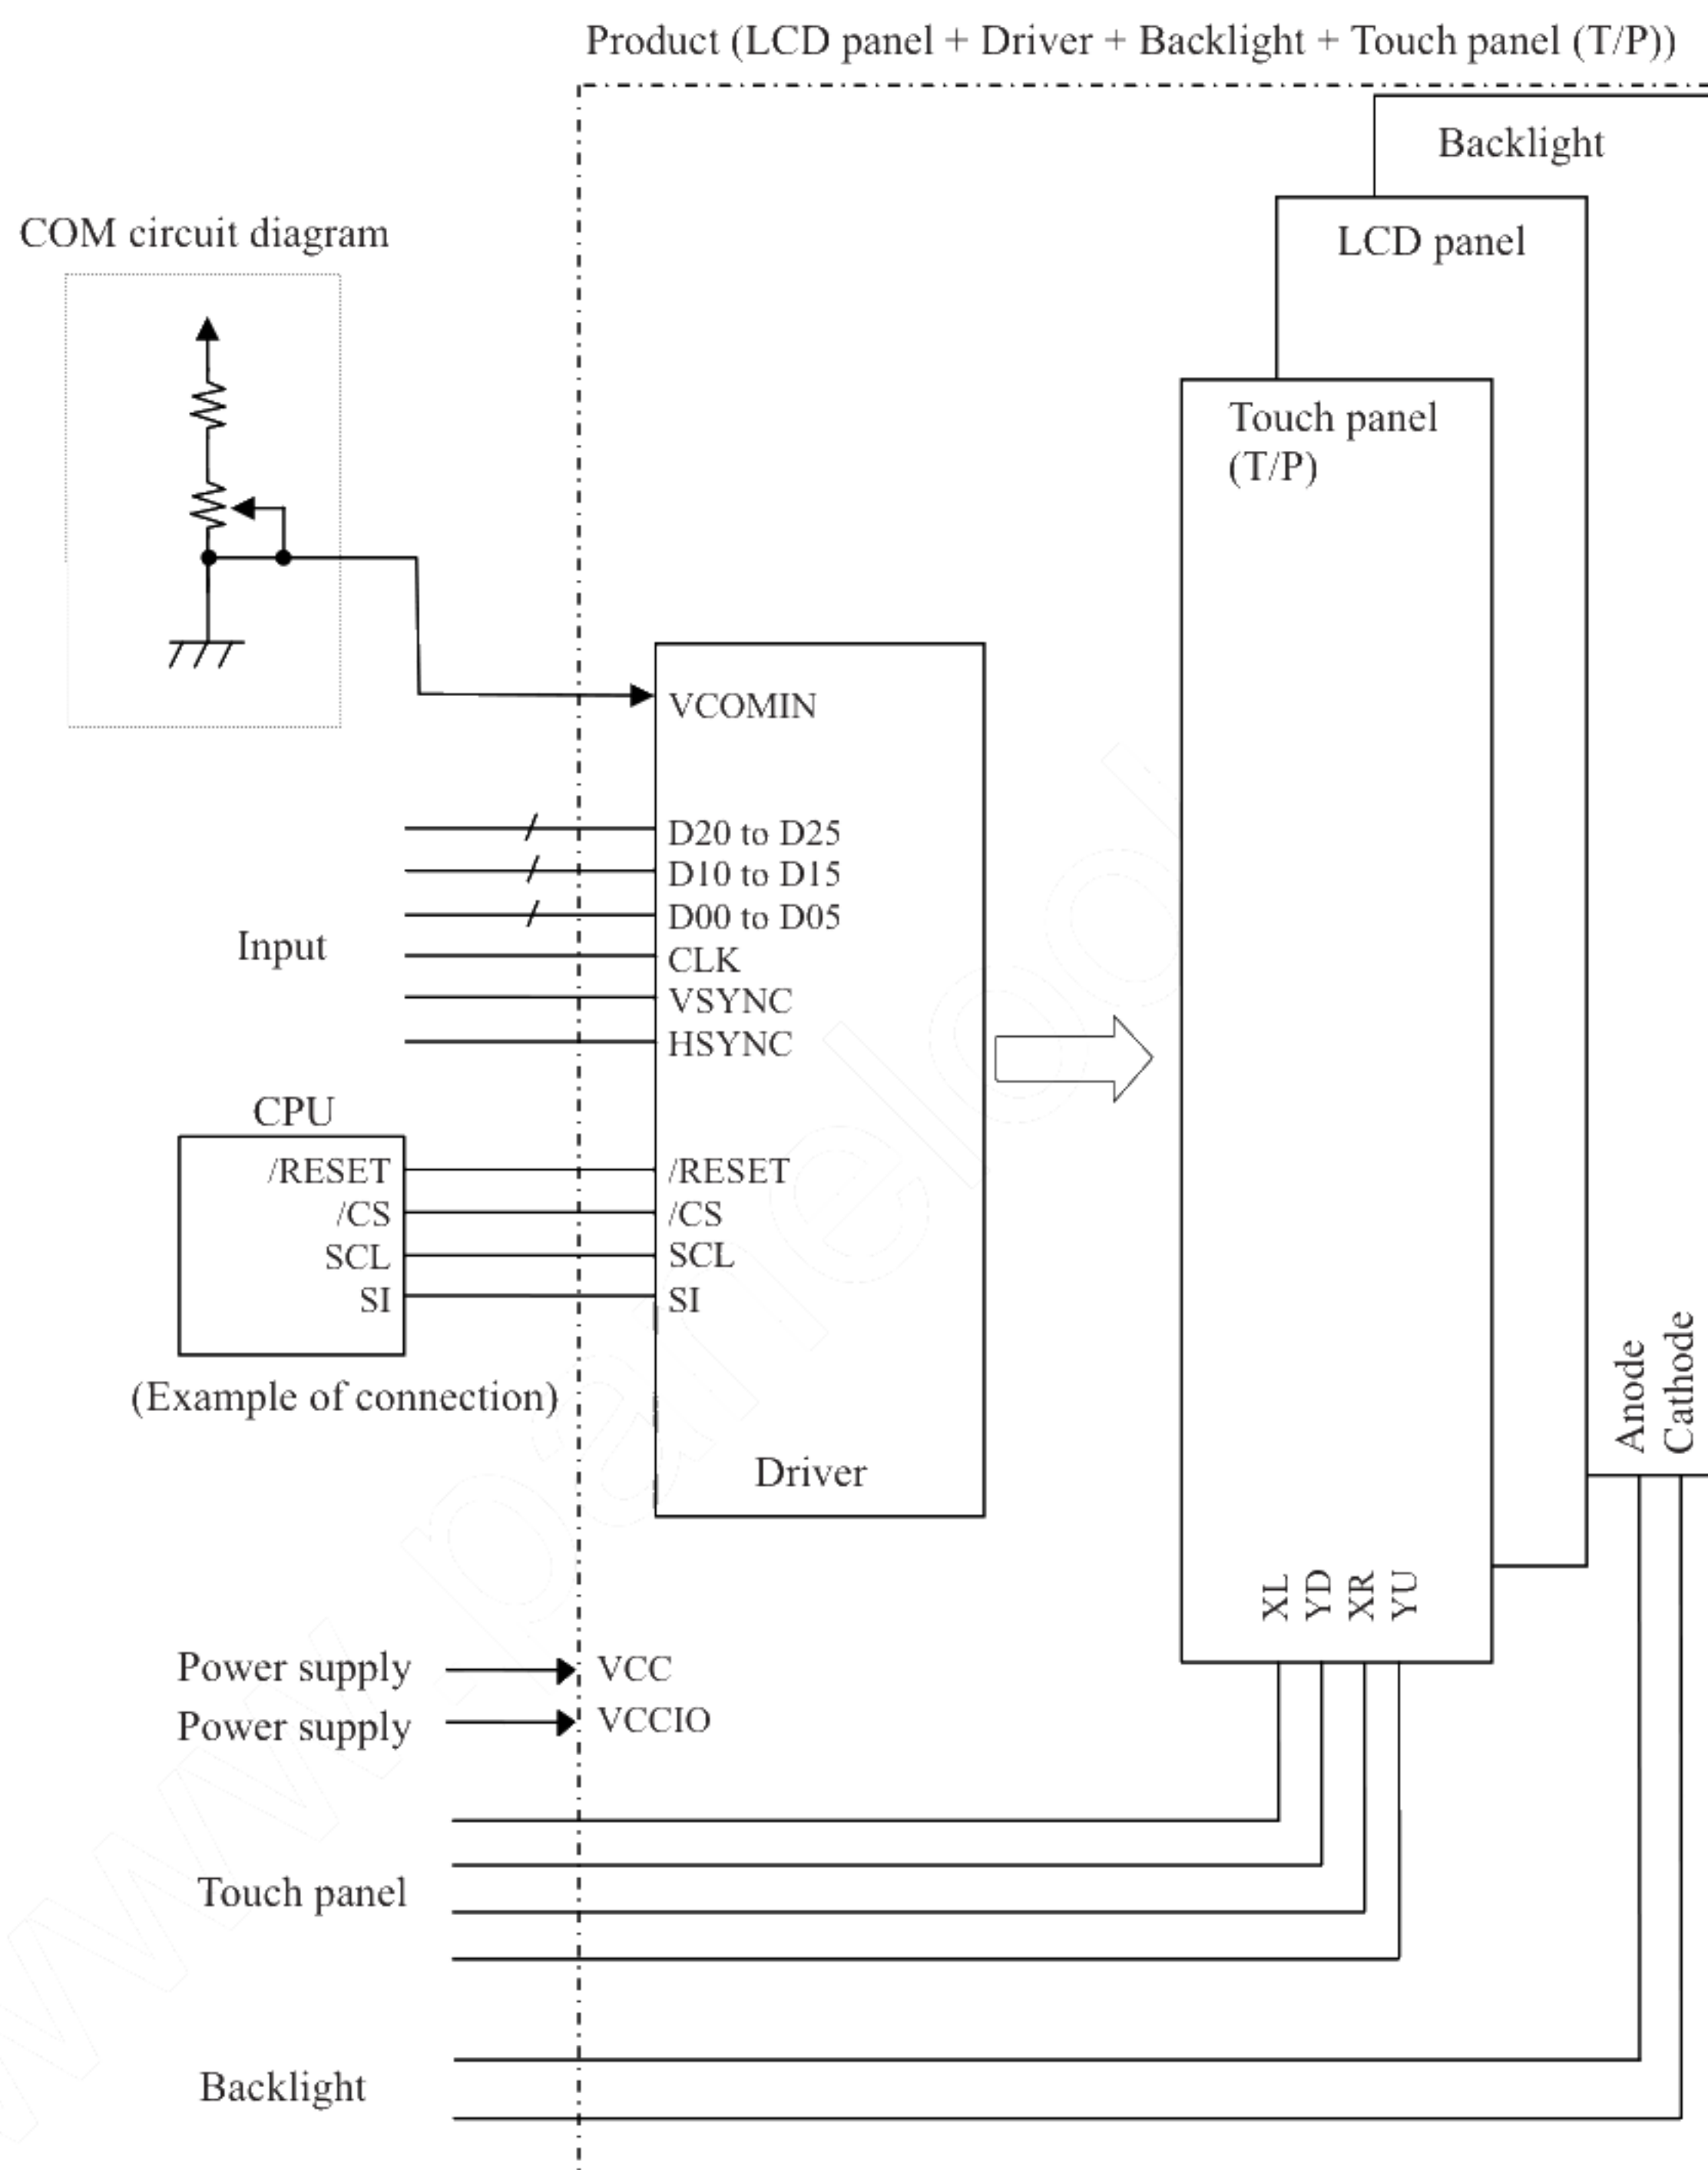 Product (LCD panel + Driver + Backlight + Touch panel (T/P))
Backlight
LCD panel
COM circuit diagram
Touch panel
(T/P)
VCOMIN
D20 to D25
D10 to D15
D00 to D05
Input
CLK
VSYNC
HSYNC
CPU
/RESET
/CS
SCL
SI
/RESET
/CS
SCL
SI
(Example of connection)
Driver
Anode
Cathode
XL
YD
XR
YU
Power supply
VCC
Power supply
VCCIO
Touch panel
Backlight
www.panelook